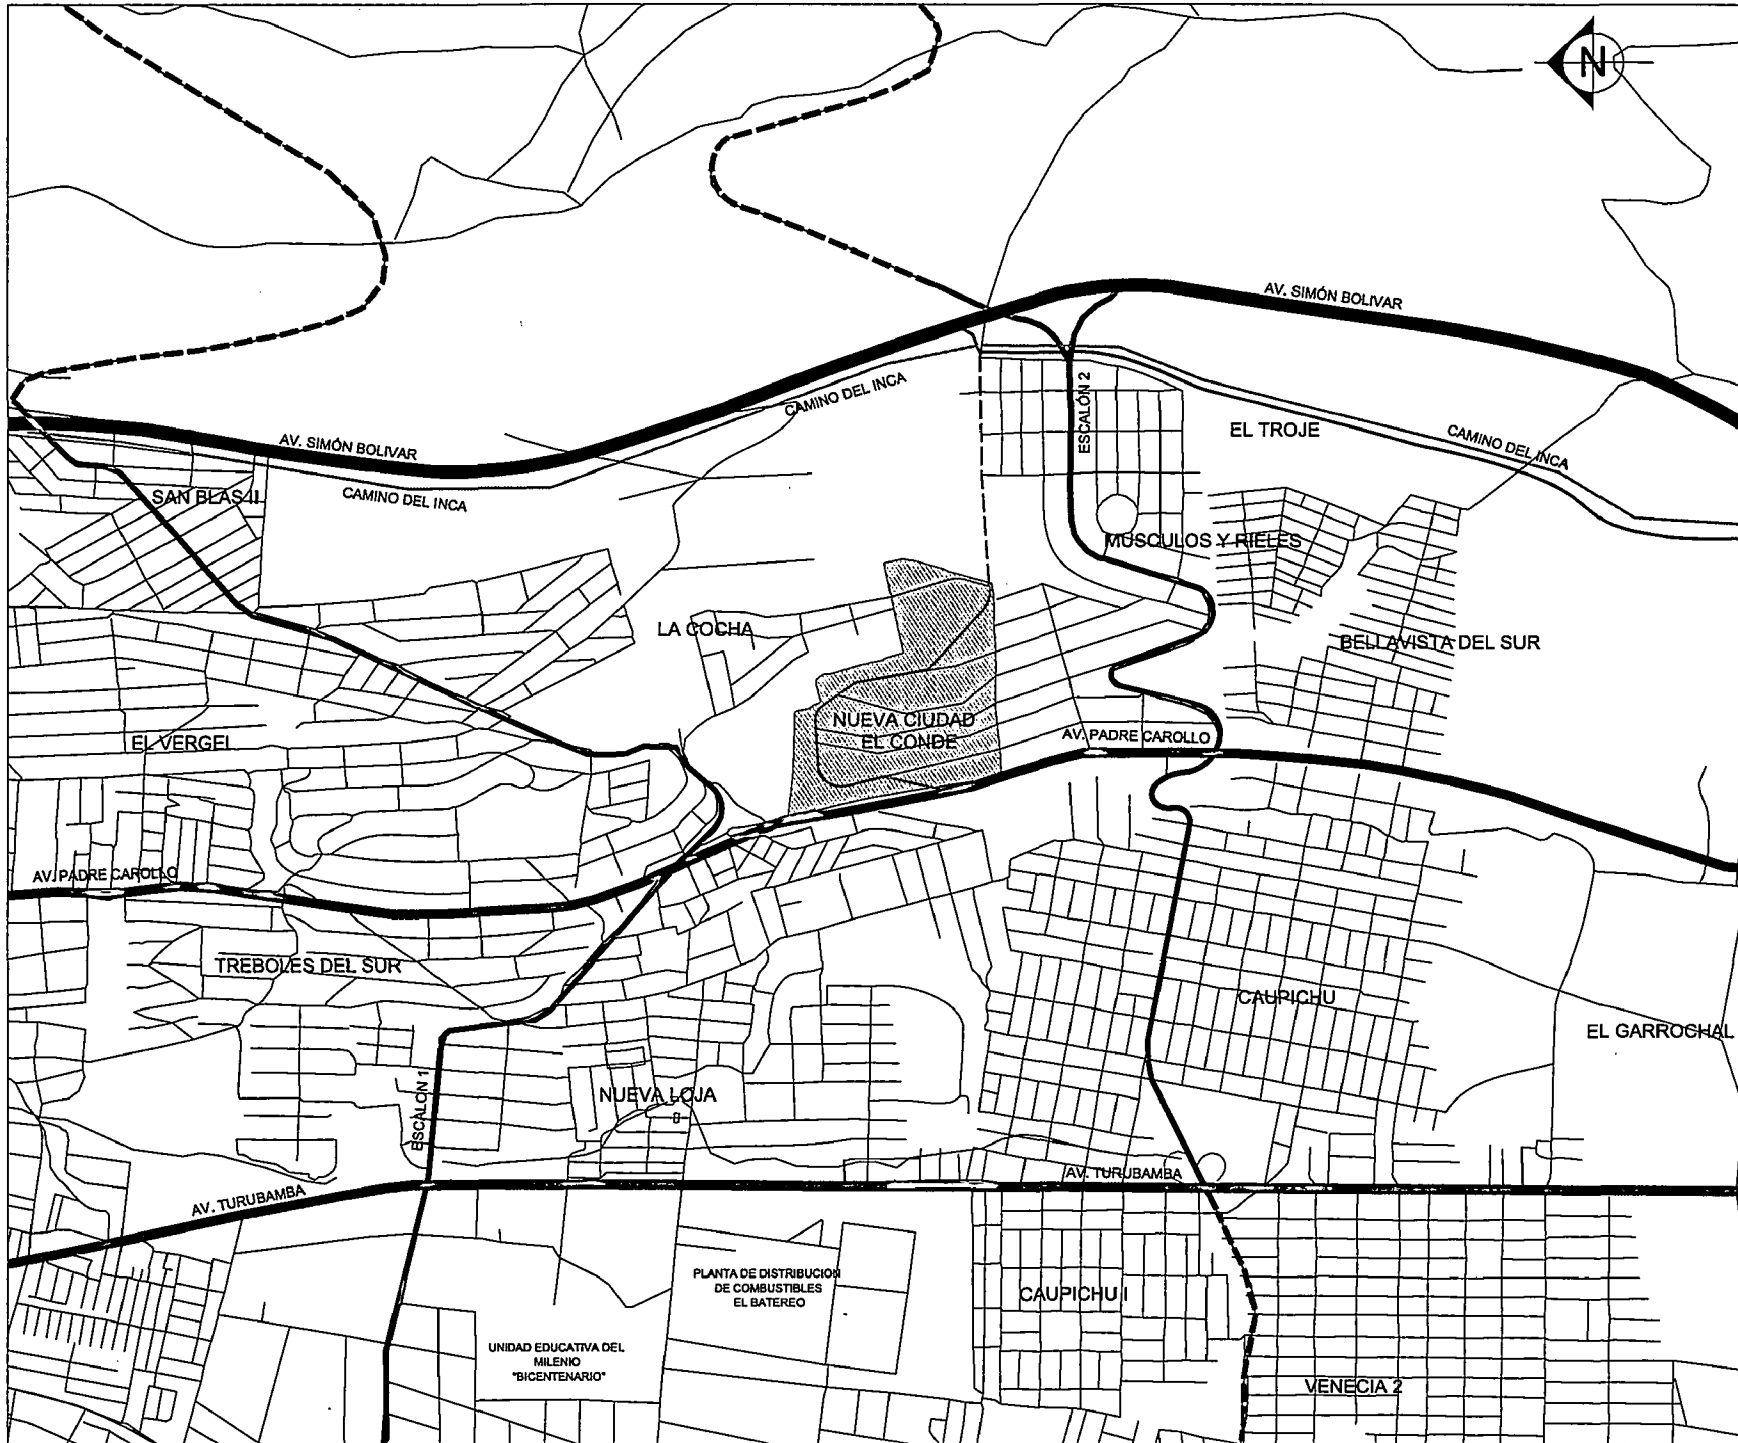 N
AV. SIMÓN BOLIVAR
CAMINO DEL INCA
ESCALÓN 2
EL TROJE
CAMINO DEL INCA
AV. SIMÓN BOLIVAR
SAN BLAS II
CAMINO DEL INCA
MUSCULOS Y RIELES
LA COCHA
BELLAVISTA DEL SUR
NUEVA CIUDAD
EL CONDE
AV. PADRE CAROLLO
EL VERGEL
AV. PADRE CAROLLO
TREBOLES DEL SUR
CAUPICHU
EL GARROCHAL
ESCALON 1
NUEVA LOJA
AV. TURUBAMBA
AV. TURUBAMBA
PLANTA DE DISTRIBUCION
DE COMBUSTIBLES
EL BATEREO
CAUPICHU I
UNIDAD EDUCATIVA DEL
MILENIO
"BICENTENARIO"
VENECIA 2